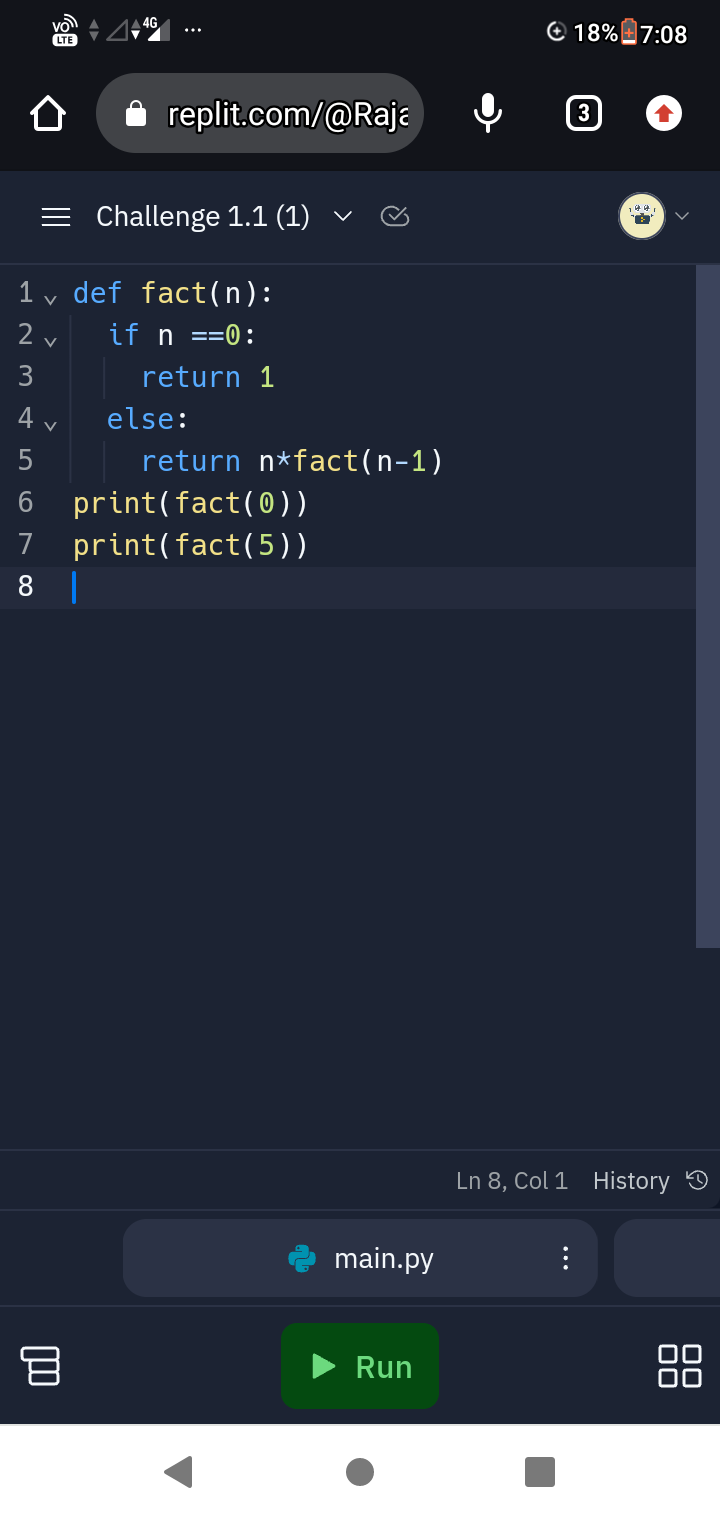 VO LTE 4G ... 18% 7:08
replit.com/@Raja 3
Challenge 1.1 (1)
1 def fact(n):
2 if n ==0:
3 return 1
4 else:
5 return n*fact(n-1)
6 print(fact(0))
7 print(fact(5))
8
Ln 8, Col 1 History
main.py
Run